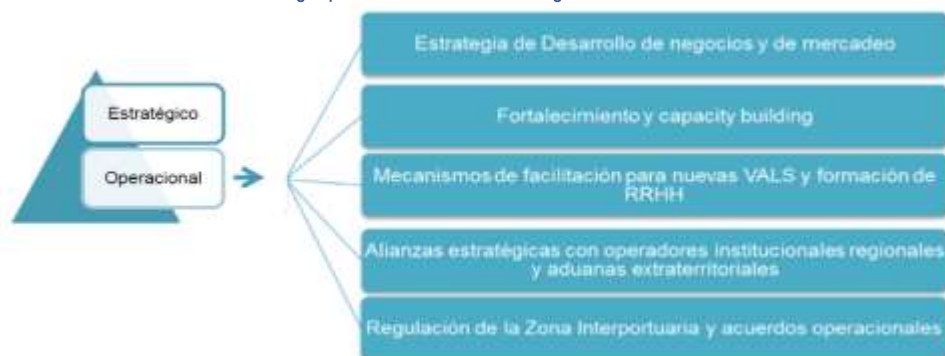 Estratégico
Operacional
Estrategia de Desarrollo de negocios y de mercadeo
Fortalecimiento y capacity building
Mecanismos de facilitación para nuevas VALS y formación de
RRHH
Alianzas estratégicas con operadores institucionales regionales
y aduanas extraterritoriales
Regulación de la Zona Interportuaria y acuerdos operacionales